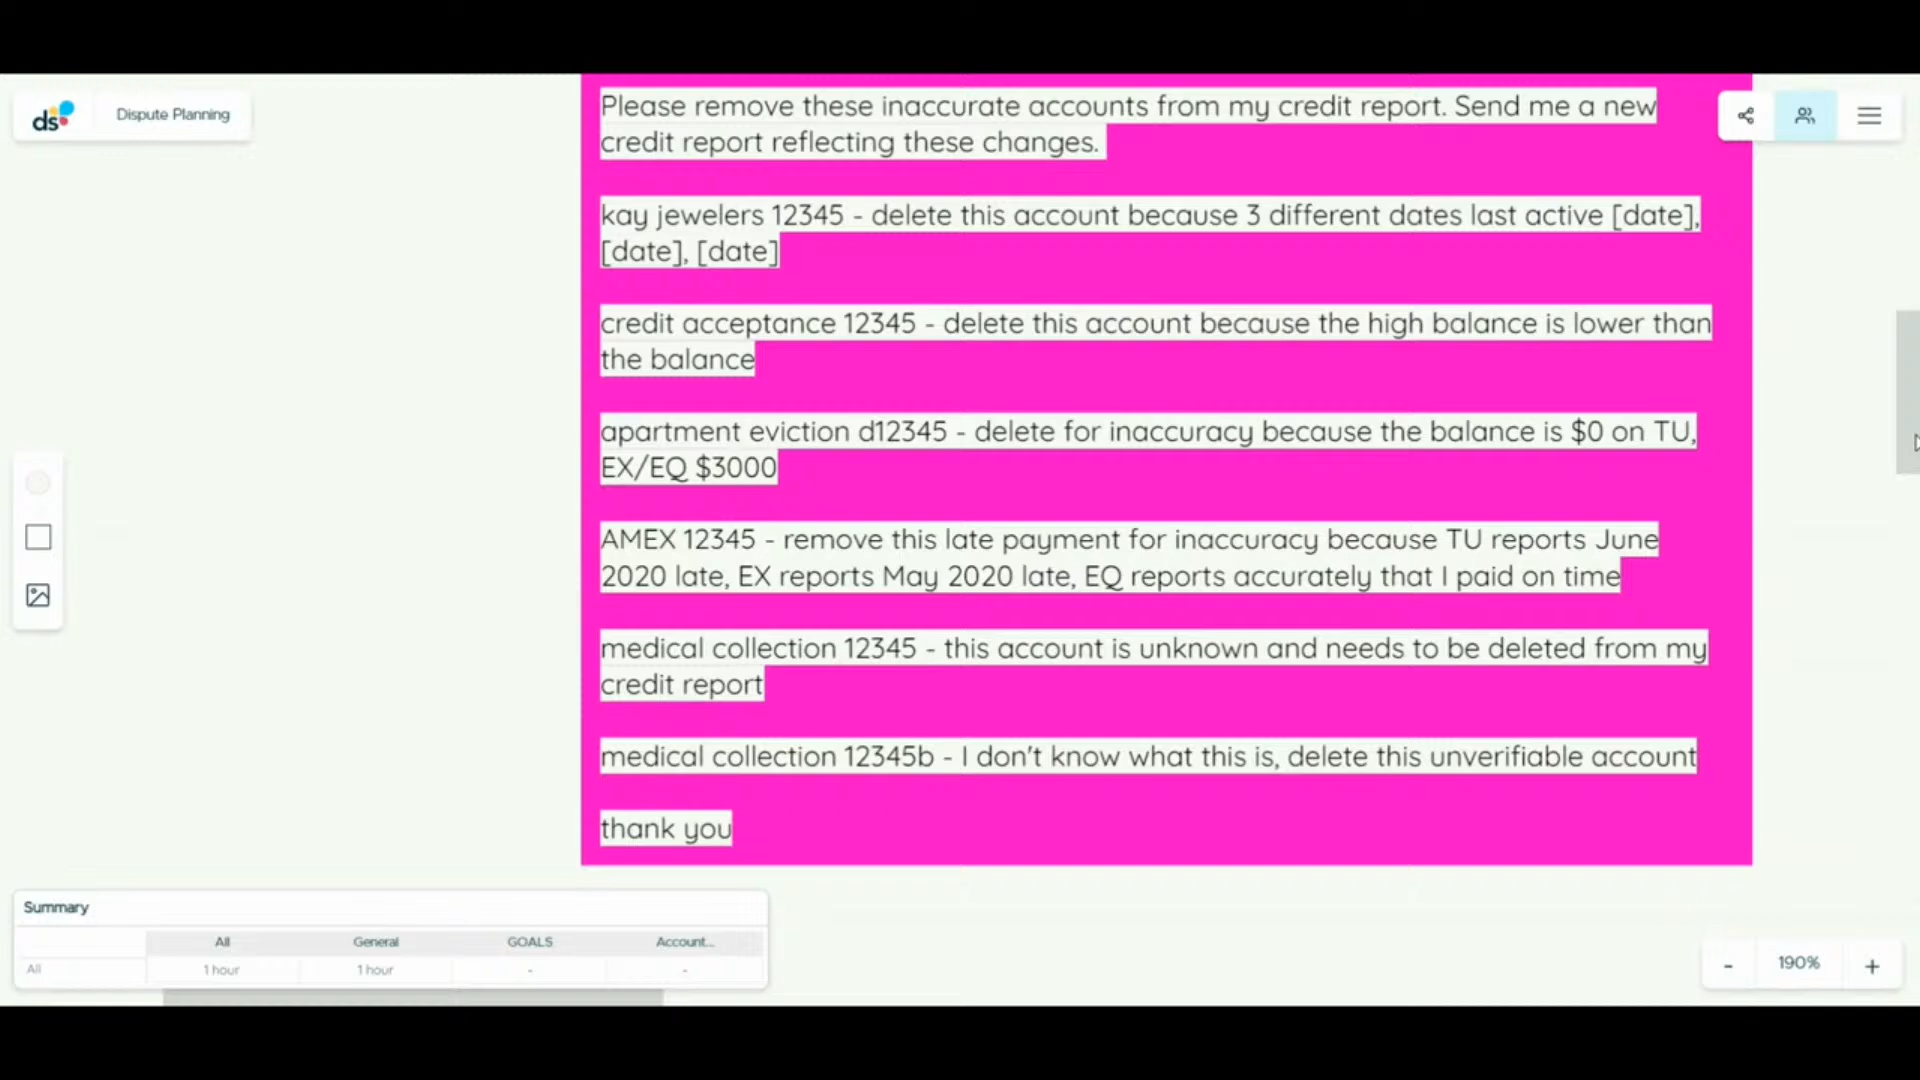 ds
Dispute Planning
Please remove these inaccurate accounts from my credit report. Send me a new
credit report reflecting these changes.
kay jewelers 12345 - delete this account because 3 different dates last active [date],
[date], [date]
credit acceptance 12345 - delete this account because the high balance is lower than
the balance
apartment eviction d12345 - delete for inaccuracy because the balance is $0 on TU,
EX/EQ $3000
AMEX 12345 - remove this late payment for inaccuracy because TU reports June
2020 late, EX reports May 2020 late, EQ reports accurately that I paid on time
medical collection 12345 - this account is unknown and needs to be deleted from my
credit report
medical collection 12345b - I don't know what this is, delete this unverifiable account
thank you
Summary
All General GOALS Account...
All 1 hour 1 hour - -
- 190% +